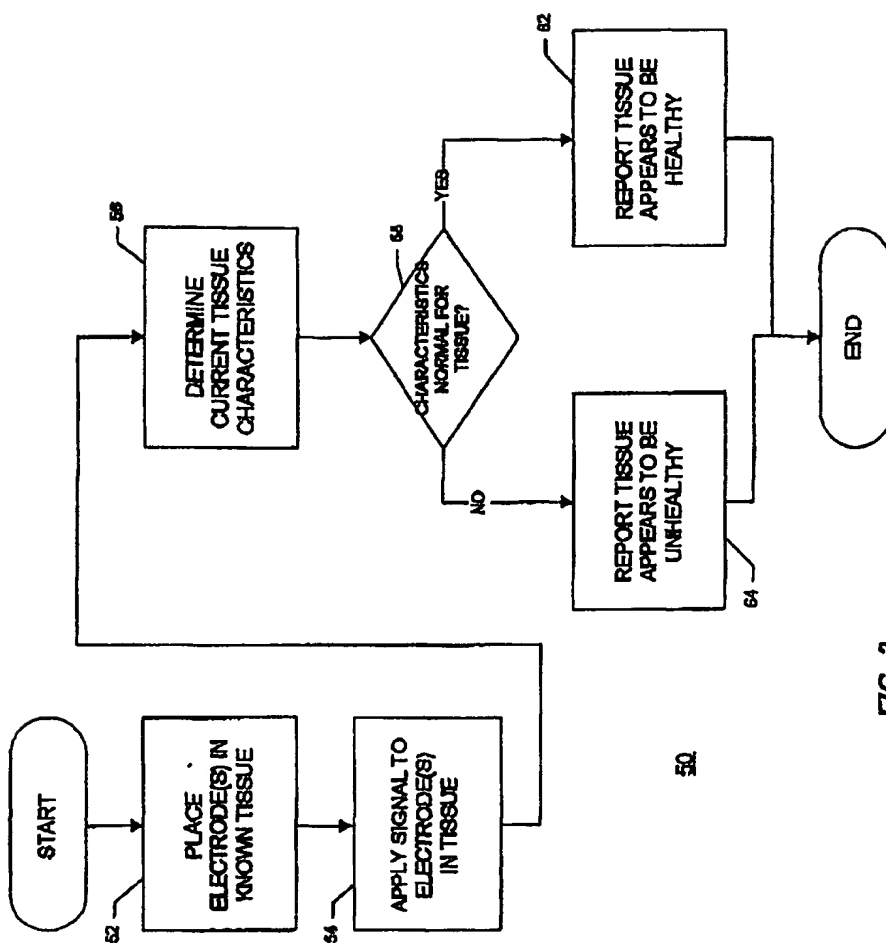 START
52
PLACE
ELECTRODE(S) IN
KNOWN TISSUE
54
APPLY SIGNAL TO
ELECTRODE(S)
IN TISSUE
56
DETERMINE
CURRENT TISSUE
CHARACTERISTICS
58
CHARACTERISTICS
NORMAL FOR
TISSUE?
NO
YES
64
REPORT TISSUE
APPEARS TO BE
UNHEALTHY
62
REPORT TISSUE
APPEARS TO BE
HEALTHY
END
50
FIG.